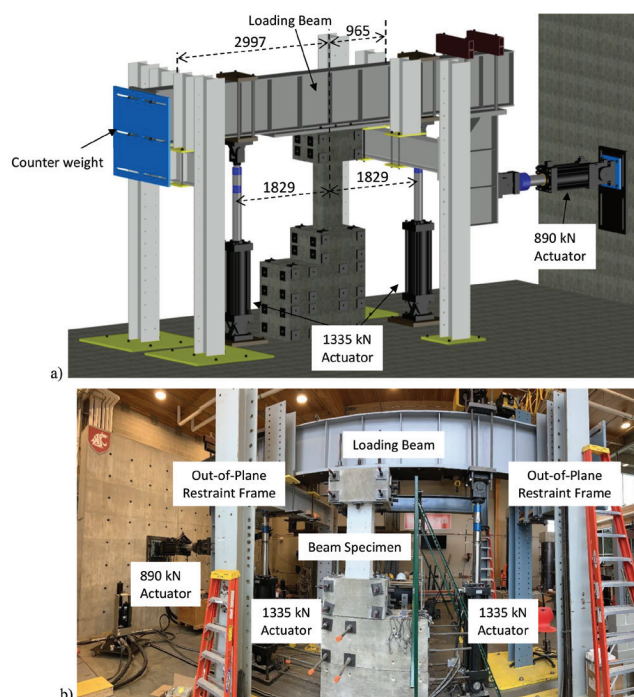 Loading Beam
2997
965
Counter weight
1829
1829
890 kN
Actuator
1335 kN
Actuator
a)
Loading Beam
Out-of-Plane
Restraint Frame
Out-of-Plane
Restraint Frame
Beam Specimen
890 kN
Actuator
1335 kN
Actuator
1335 kN
Actuator
b)